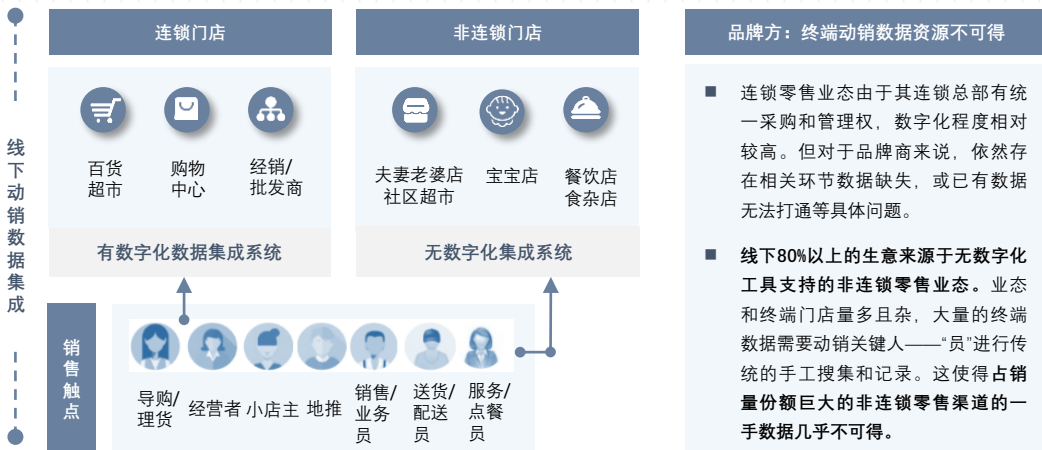 线下动销数据集成
连锁门店
百货
超市
购物
中心
经销/
批发商
有数字化数据集成系统
非连锁门店
夫妻老婆店
社区超市
宝宝店
餐饮店
食杂店
无数字化集成系统
销售触点
导购/
理货
经营者
小店主
地推
销售/
业务
员
送货/
配送
员
服务/
点餐
员
品牌方：终端动销数据资源不可得
■ 连锁零售业态由于其连锁总部有统
一采购和管理权，数字化程度相对
较高。但对于品牌商来说，依然存
在相关环节数据缺失，或已有数据
无法打通等具体问题。
■ 线下80%以上的生意来源于无数字化
工具支持的非连锁零售业态。业态
和终端门店量多且杂，大量的终端
数据需要动销关键人——“员”进行传
统的手工搜集和记录。这使得占销
量份额巨大的非连锁零售渠道的一
手数据几乎不可得。